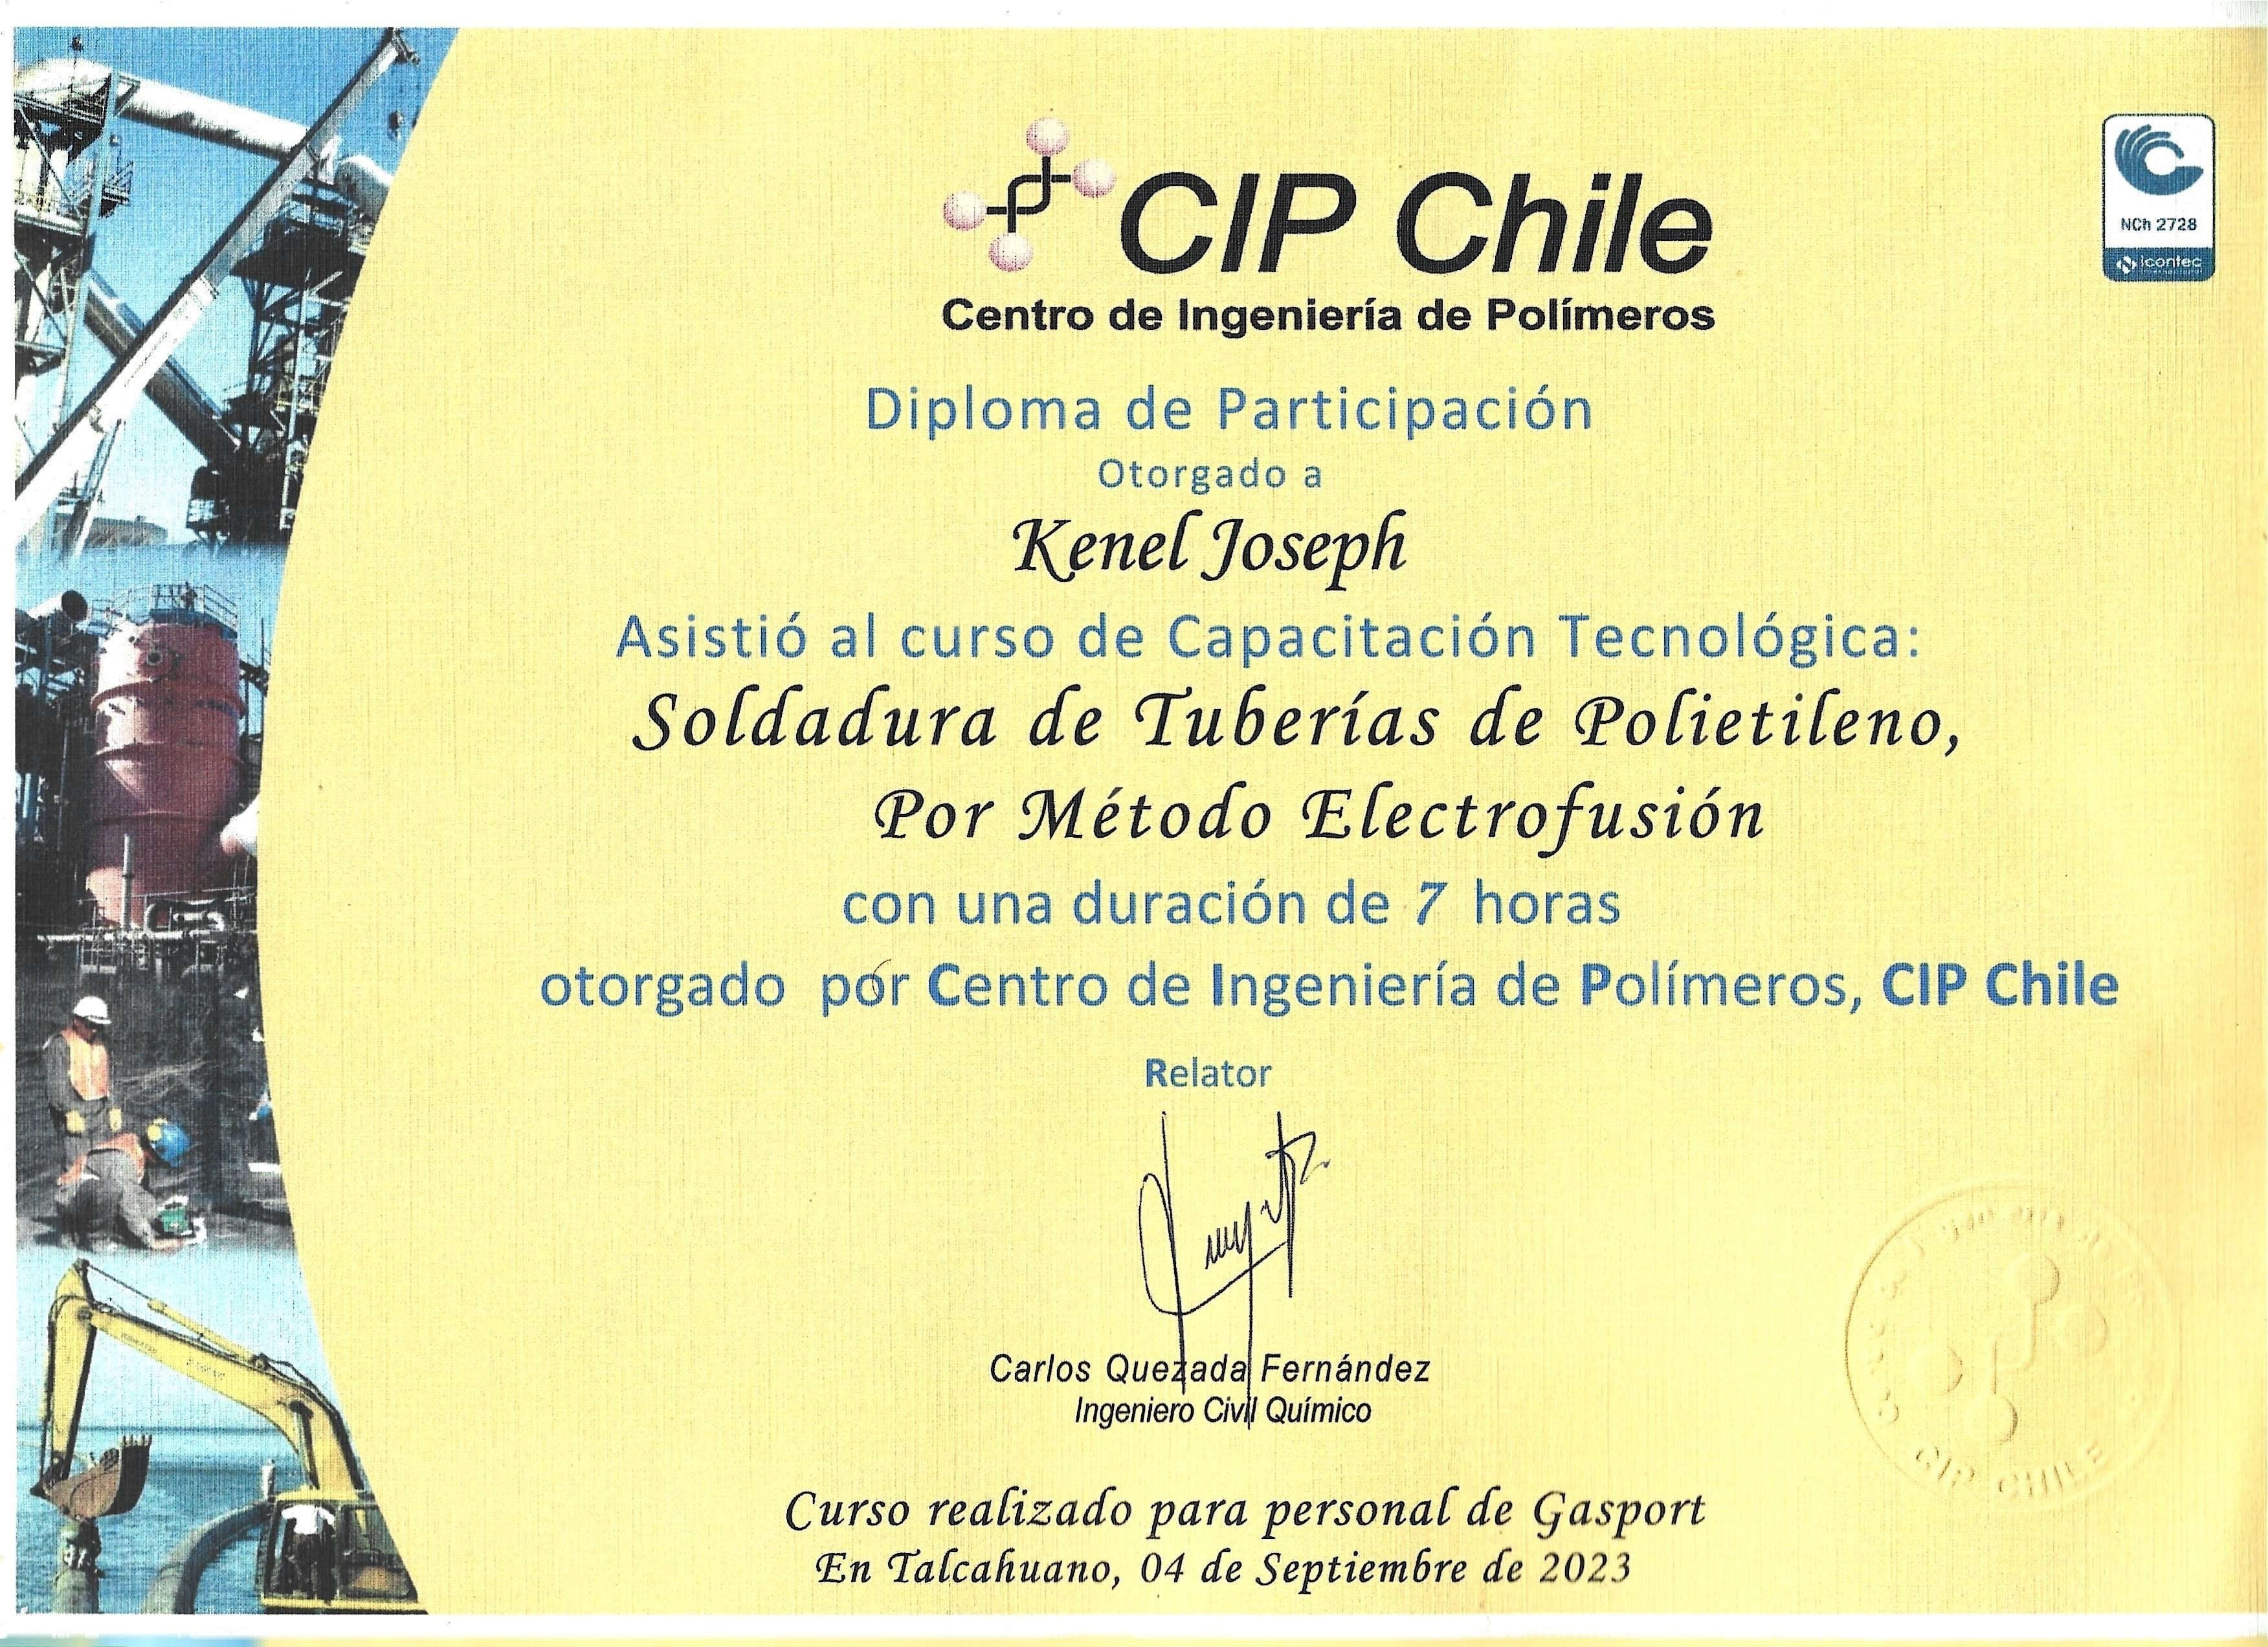 CIP Chile
Centro de Ingeniería de Polímeros
NCh 2728
icontec
Diploma de Participación
Otorgado a
Kenel Joseph
Asistió al curso de Capacitación Tecnológica:
Soldadura de Tuberías de Polietileno,
Por Método Electrofusión
con una duración de 7 horas
otorgado por Centro de Ingeniería de Polímeros, CIP Chile
Relator
Carlos Quezada Fernández
Ingeniero Civil Químico
CIP CHILE
Curso realizado para personal de Gasport
En Talcahuano, 04 de Septiembre de 2023